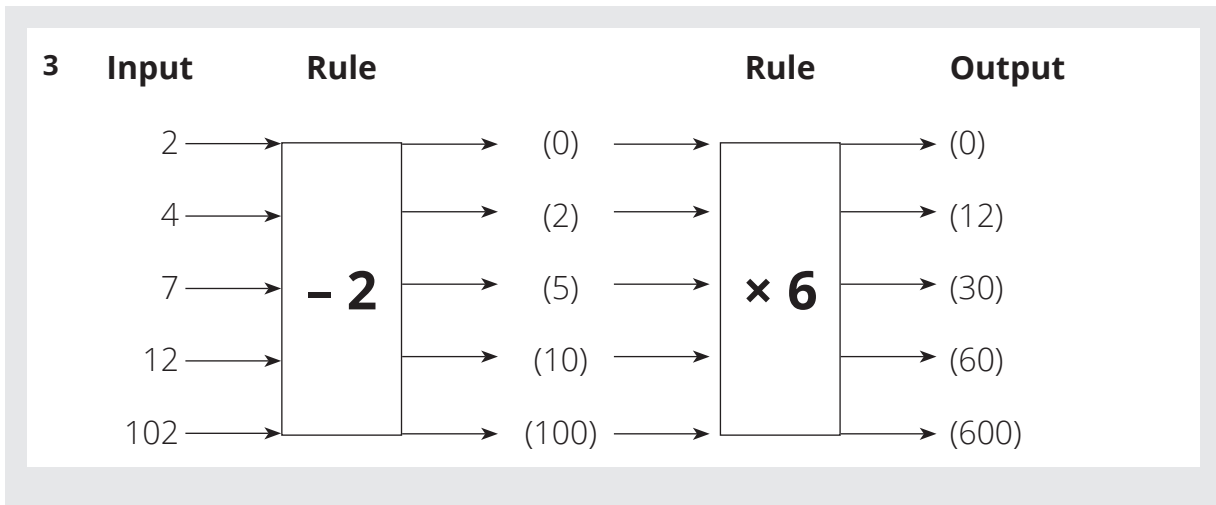 3 Input Rule Rule Output
2 (0) (0)
4 (2) (12)
7 (5) (30)
– 2 × 6
12 (10) (60)
102 (100) (600)